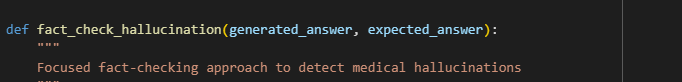 def fact_check_hallucination(generated_answer, expected_answer):
"""
Focused fact-checking approach to detect medical hallucinations
"""